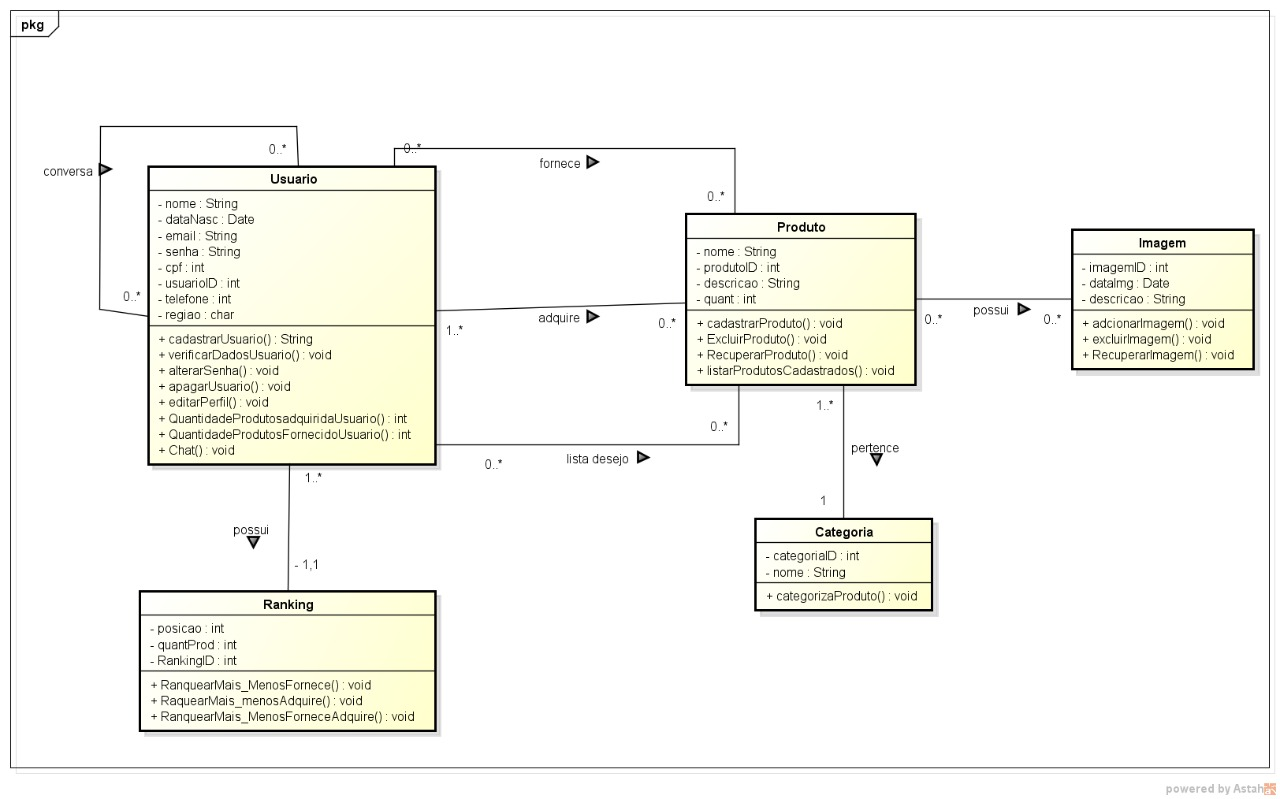 pkg
conversa
0..*
0..*
Usuario
- nome : String
- dataNasc : Date
- email : String
- senha : String
- cpf : int
- usuarioID : int
- telefone : int
- regiao : char
+ cadastrarUsuario() : String
+ verificarDadosUsuario() : void
+ alterarSenha() : void
+ apagarUsuario() : void
+ editarPerfil() : void
+ QuantidadeProdutosadquiridaUsuario() : int
+ QuantidadeProdutosFornecidoUsuario() : int
+ Chat() : void
0..*
fornece
0..*
1..*
adquire
0..*
0..*
lista desejo
0..*
Produto
- nome : String
- produtoID : int
- descricao : String
- quant : int
+ cadastrarProduto() : void
+ ExcluirProduto() : void
+ RecuperarProduto() : void
+ listarProdutosCadastrados() : void
0..*
possui
0..*
Imagem
- imagemID : int
- dataImg : Date
- descricao : String
+ adcionarImagem() : void
+ excluirImagem() : void
+ RecuperarImagem() : void
1..*
pertence
1
Categoria
- categoriaID : int
- nome : String
+ categorizaProduto() : void
1..*
possui
- 1,1
Ranking
- posicao : int
- quantProd : int
- RankingID : int
+ RanquearMais_MenosFornece() : void
+ RaquearMais_menosAdquire() : void
+ RanquearMais_MenosForneceAdquire() : void
powered by Astah